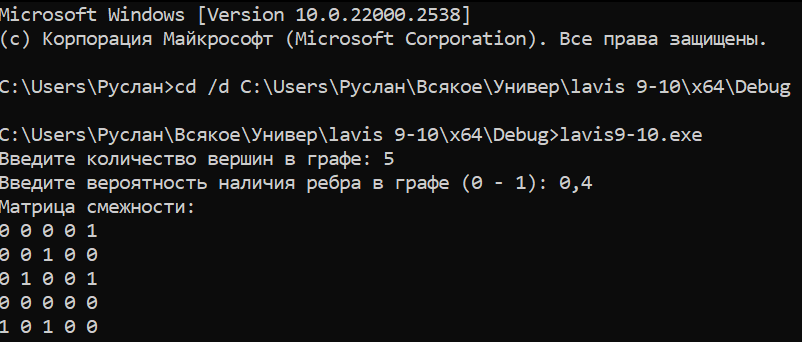 Microsoft Windows [Version 10.0.22000.2538]
(c) Корпорация Майкрософт (Microsoft Corporation). Все права защищены.
C:\Users\Руслан>cd /d C:\Users\Руслан\Всякое\Универ\lavis 9-10\x64\Debug
C:\Users\Руслан\Всякое\Универ\lavis 9-10\x64\Debug>lavis9-10.exe
Введите количество вершин в графе: 5
Введите вероятность наличия ребра в графе (0 - 1): 0,4
Матрица смежности:
0 0 0 0 1
0 0 1 0 0
0 1 0 0 1
0 0 0 0 0
1 0 1 0 0